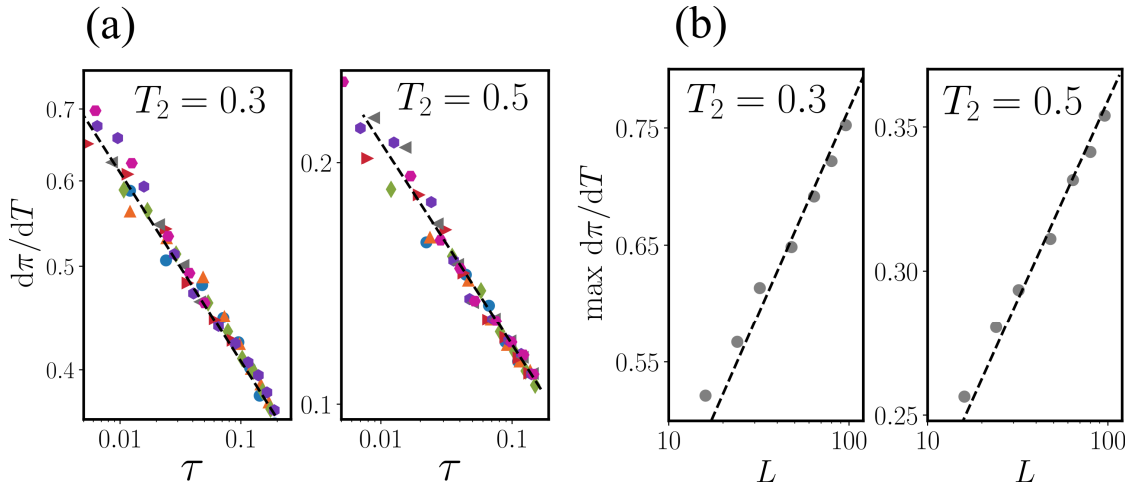 (a)
dπ/dT
T₂ = 0.3
0.7
0.6
0.5
0.4
0.01
0.1
τ
T₂ = 0.5
0.2
0.1
0.01
0.1
τ
(b)
max dπ/dT
T₂ = 0.3
0.75
0.65
0.55
10
100
L
T₂ = 0.5
0.35
0.30
0.25
10
100
L